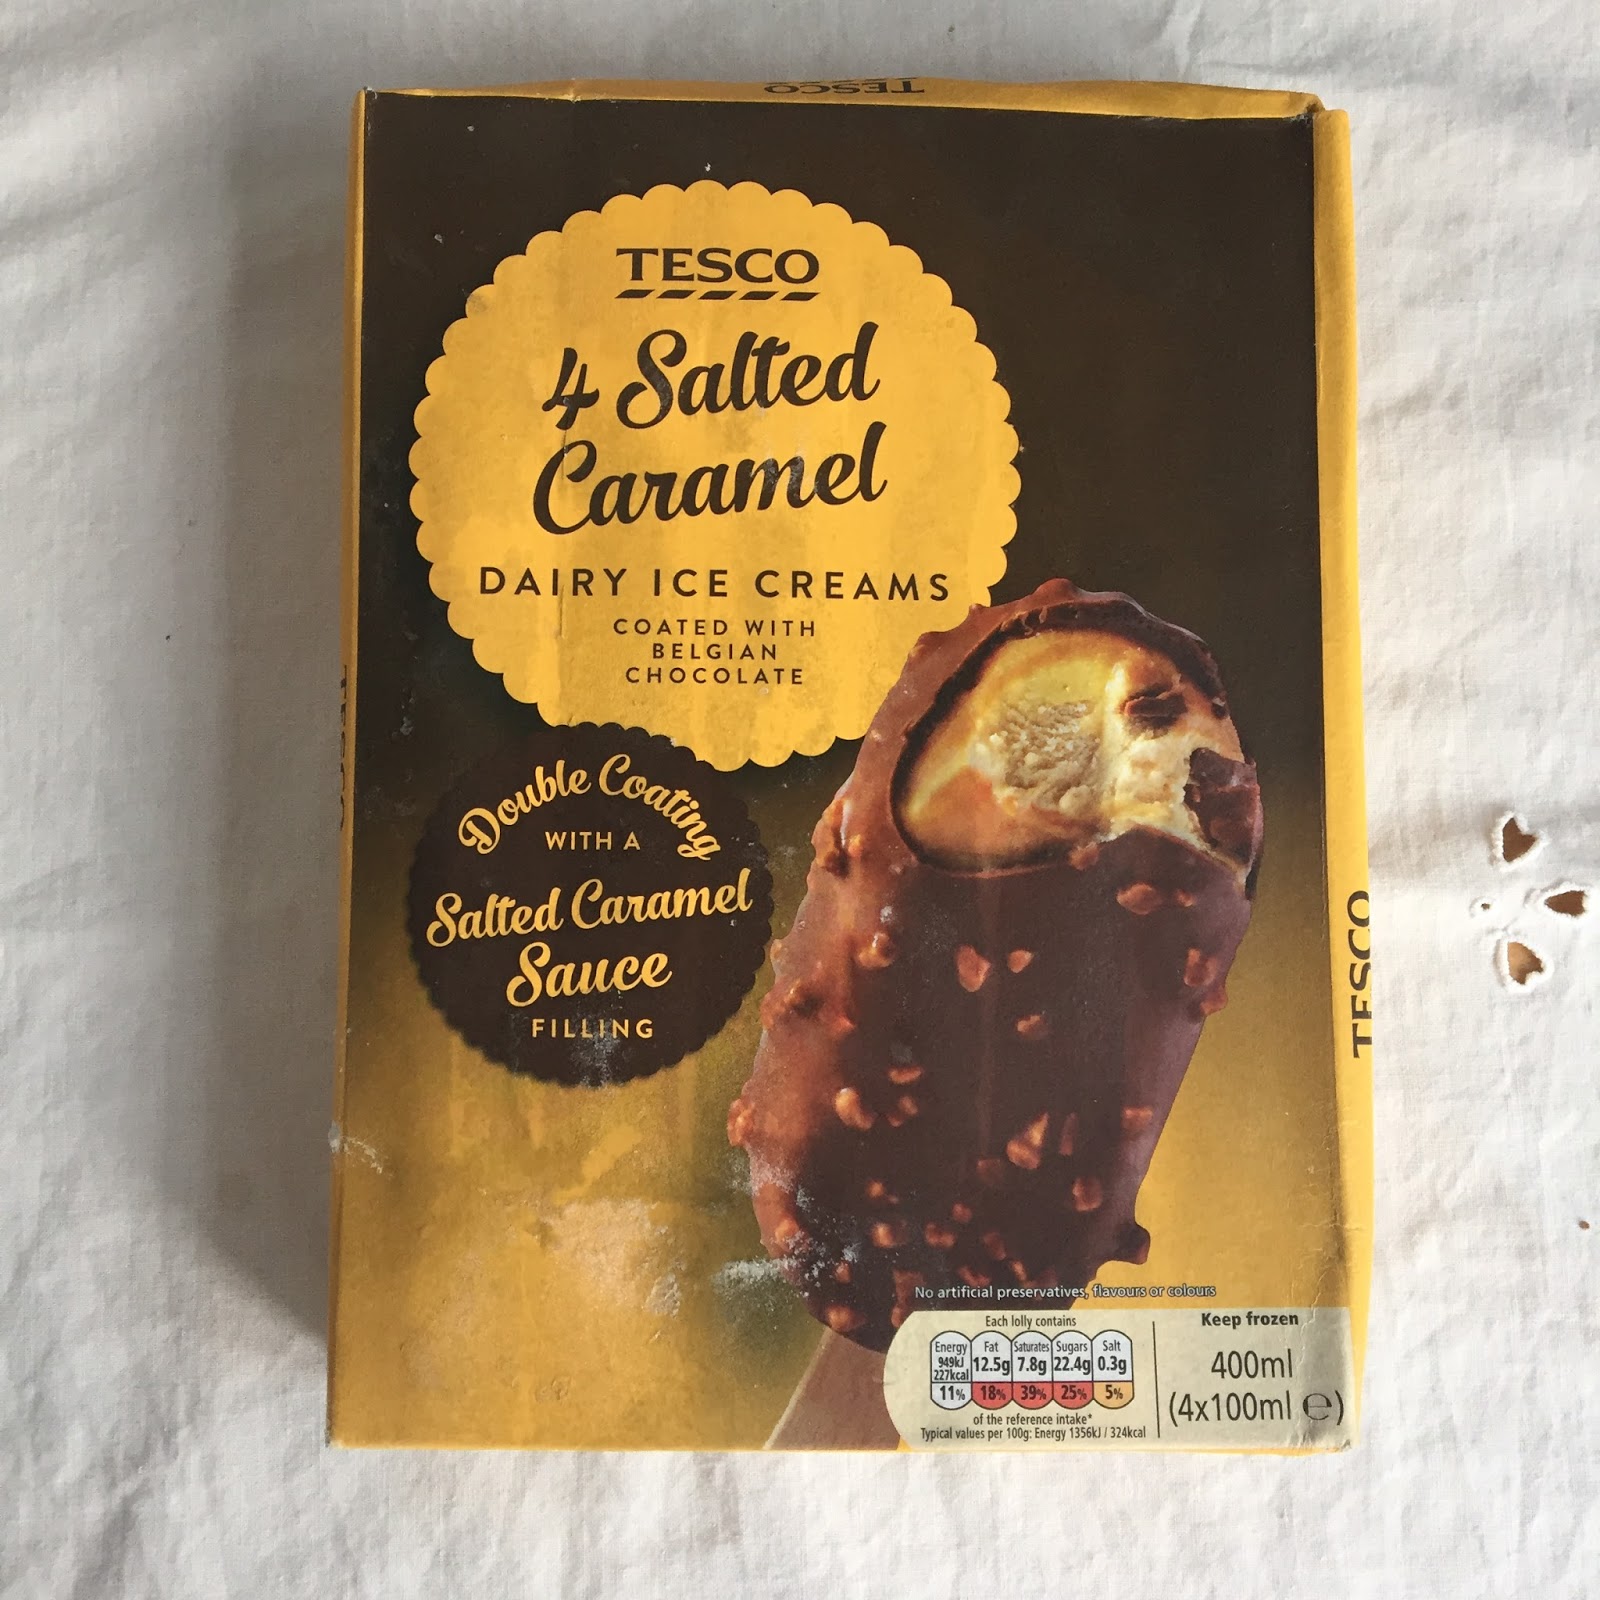 TESCO
TESCO
4 Salted
Caramel
DAIRY ICE CREAMS
COATED WITH
BELGIAN
CHOCOLATE
Double Coating
WITH A
Salted Caramel
Sauce
FILLING
TESCO
TESCO
No artificial preservatives, flavours or colours
Each lolly contains
Energy Fat Saturates Sugars Salt
949kJ 12.5g 7.8g 22.4g 0.3g
227kcal
11% 18% 39% 25% 5%
of the reference intake*
Typical values per 100g: Energy 1356kJ / 324kcal
Keep frozen
400ml
(4x100ml ℮)